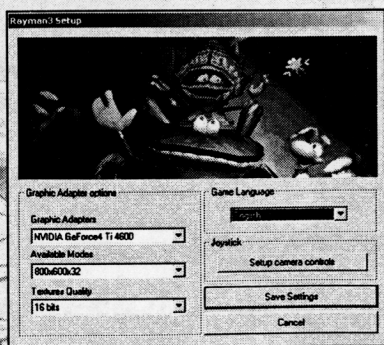 Rayman3 Setup
Graphic Adapter options
Graphic Adapters
NVIDIA GeForce4 Ti 4600
Available Modes
800x600x32
Textures Quality
16 bits
Game Language
English
Joystick
Setup camera controls
Save Settings
Cancel